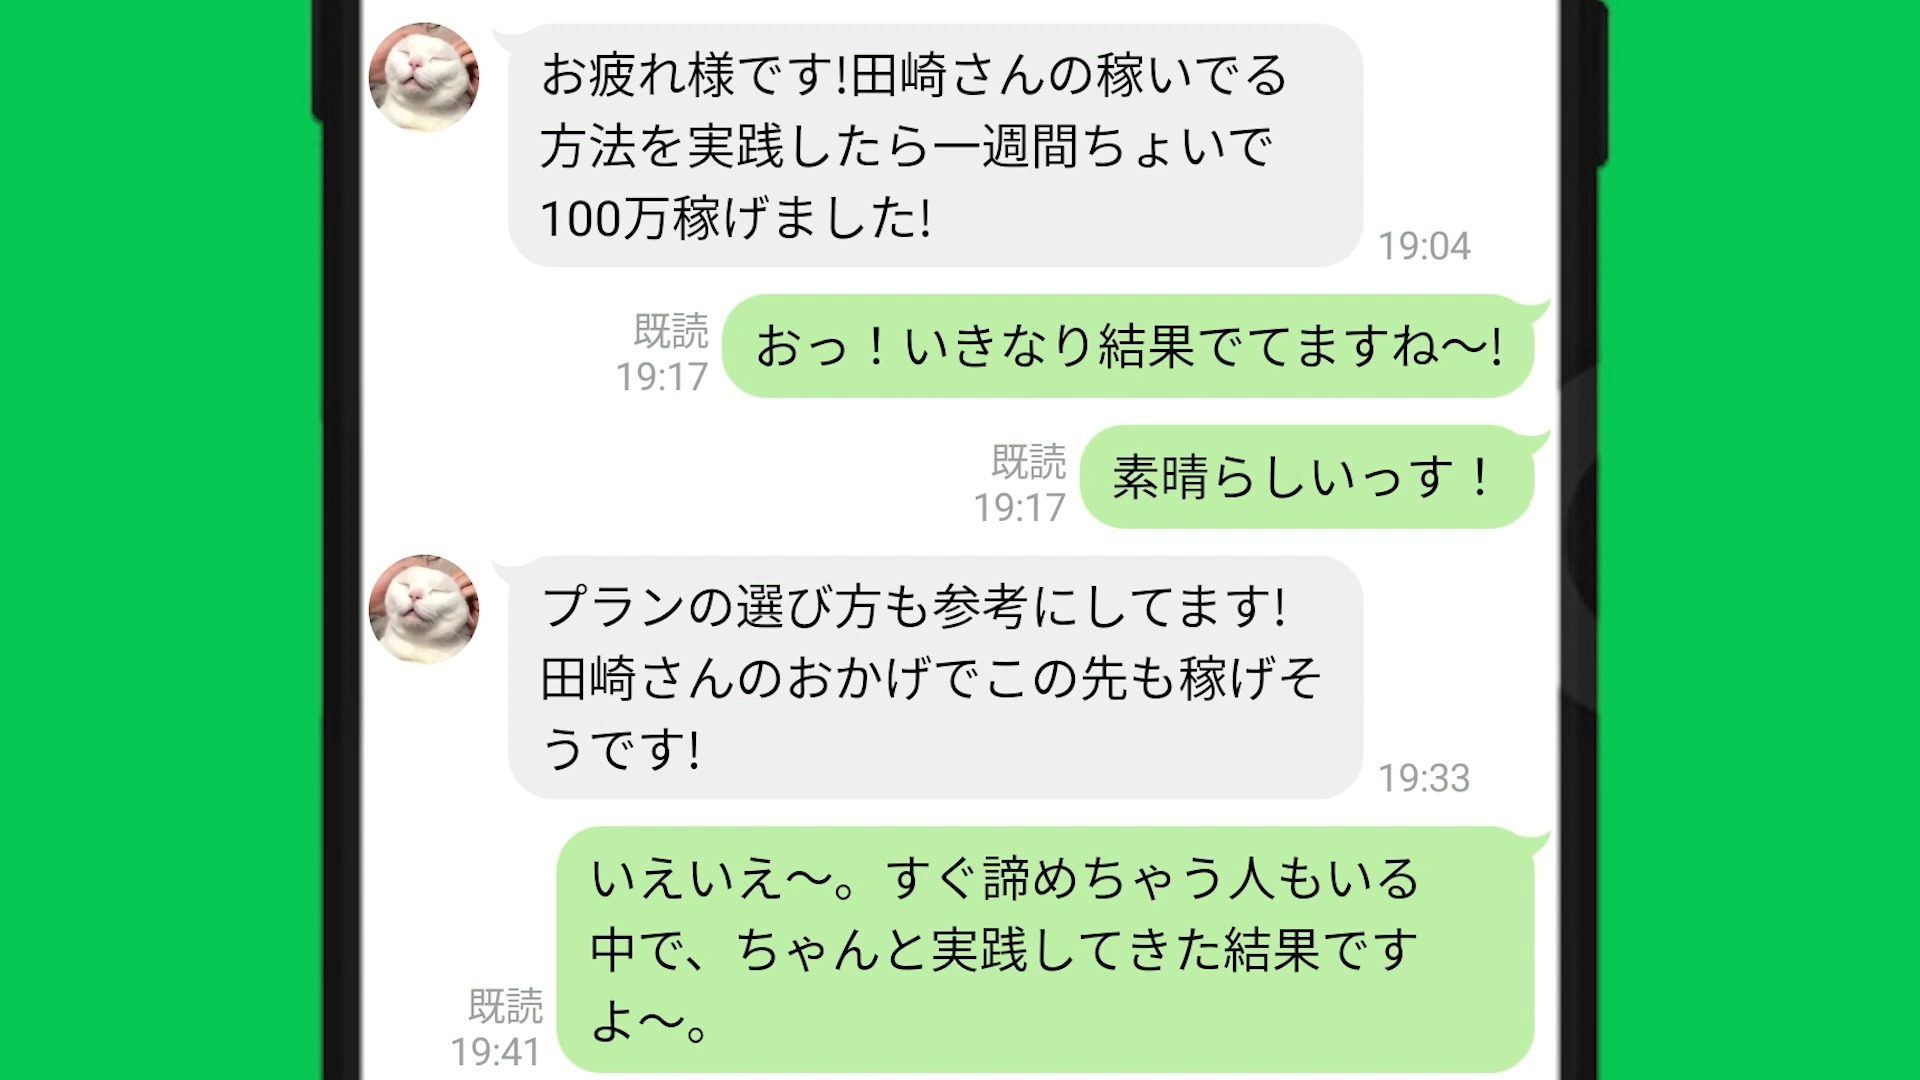 お疲れ様です!田崎さんの稼いでる
方法を実践したら一週間ちょいで
100万稼げました!
19:04
既読
19:17
おっ！いきなり結果でてますね〜!
既読
19:17
素晴らしいっす！
プランの選び方も参考にしてます!
田崎さんのおかげでこの先も稼げそ
うです!
19:33
いえいえ〜。すぐ諦めちゃう人もいる
中で、ちゃんと実践してきた結果です
よ〜。
既読
19:41